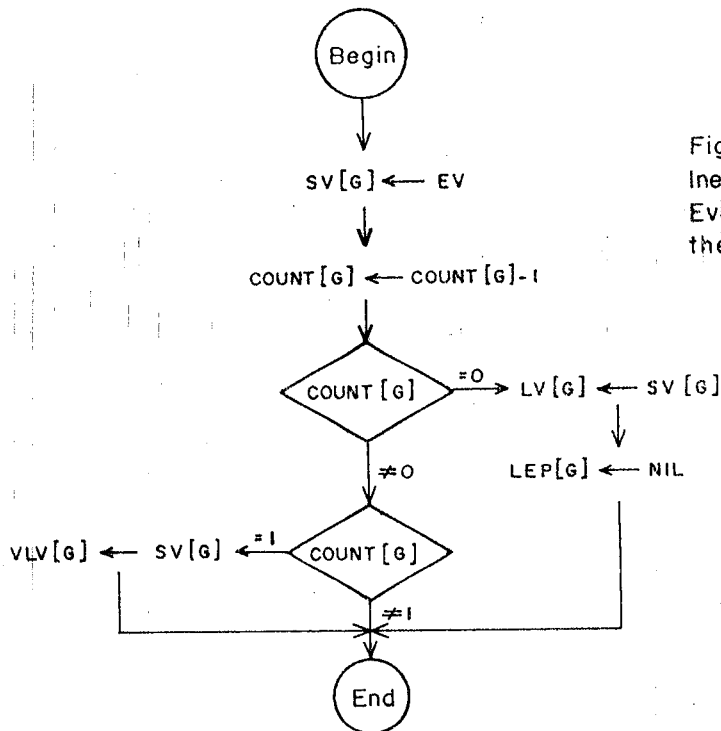 Begin
SV[G] ← EV
COUNT[G] ← COUNT[G]-1
COUNT[G]
=0
LV[G] ← SV[G]
≠0
LEP[G] ← NIL
VLV[G] ← SV[G]
=1
COUNT[G]
≠1
End
Fig
Ine
Ev
the